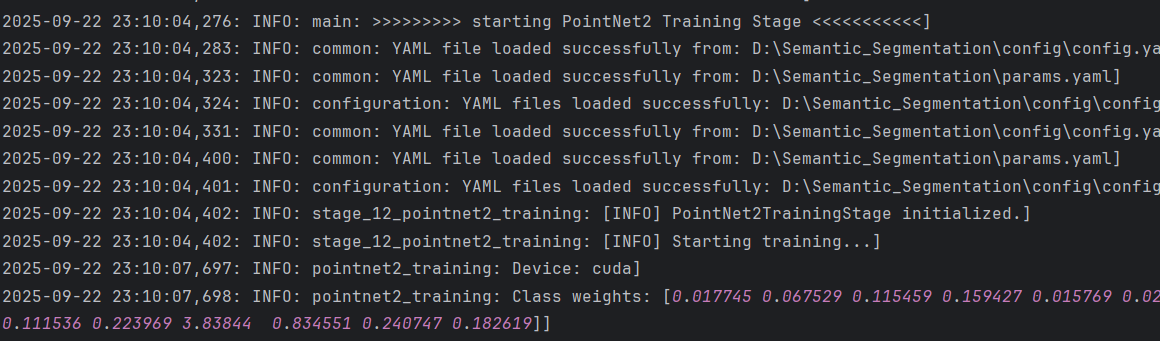 2025-09-22 23:10:04,276: INFO: main: >>>>>>>>> starting PointNet2 Training Stage <<<<<<<<<<<]
2025-09-22 23:10:04,283: INFO: common: YAML file loaded successfully from: D:\Semantic_Segmentation\config\config.ya
2025-09-22 23:10:04,323: INFO: common: YAML file loaded successfully from: D:\Semantic_Segmentation\params.yaml]
2025-09-22 23:10:04,324: INFO: configuration: YAML files loaded successfully: D:\Semantic_Segmentation\config\config
2025-09-22 23:10:04,331: INFO: common: YAML file loaded successfully from: D:\Semantic_Segmentation\config\config.ya
2025-09-22 23:10:04,400: INFO: common: YAML file loaded successfully from: D:\Semantic_Segmentation\params.yaml]
2025-09-22 23:10:04,401: INFO: configuration: YAML files loaded successfully: D:\Semantic_Segmentation\config\config
2025-09-22 23:10:04,402: INFO: stage_12_pointnet2_training: [INFO] PointNet2TrainingStage initialized.]
2025-09-22 23:10:04,402: INFO: stage_12_pointnet2_training: [INFO] Starting training...]
2025-09-22 23:10:07,697: INFO: pointnet2_training: Device: cuda]
2025-09-22 23:10:07,698: INFO: pointnet2_training: Class weights: [0.017745 0.067529 0.115459 0.159427 0.015769 0.02
0.111536 0.223969 3.83844  0.834551 0.240747 0.182619]]